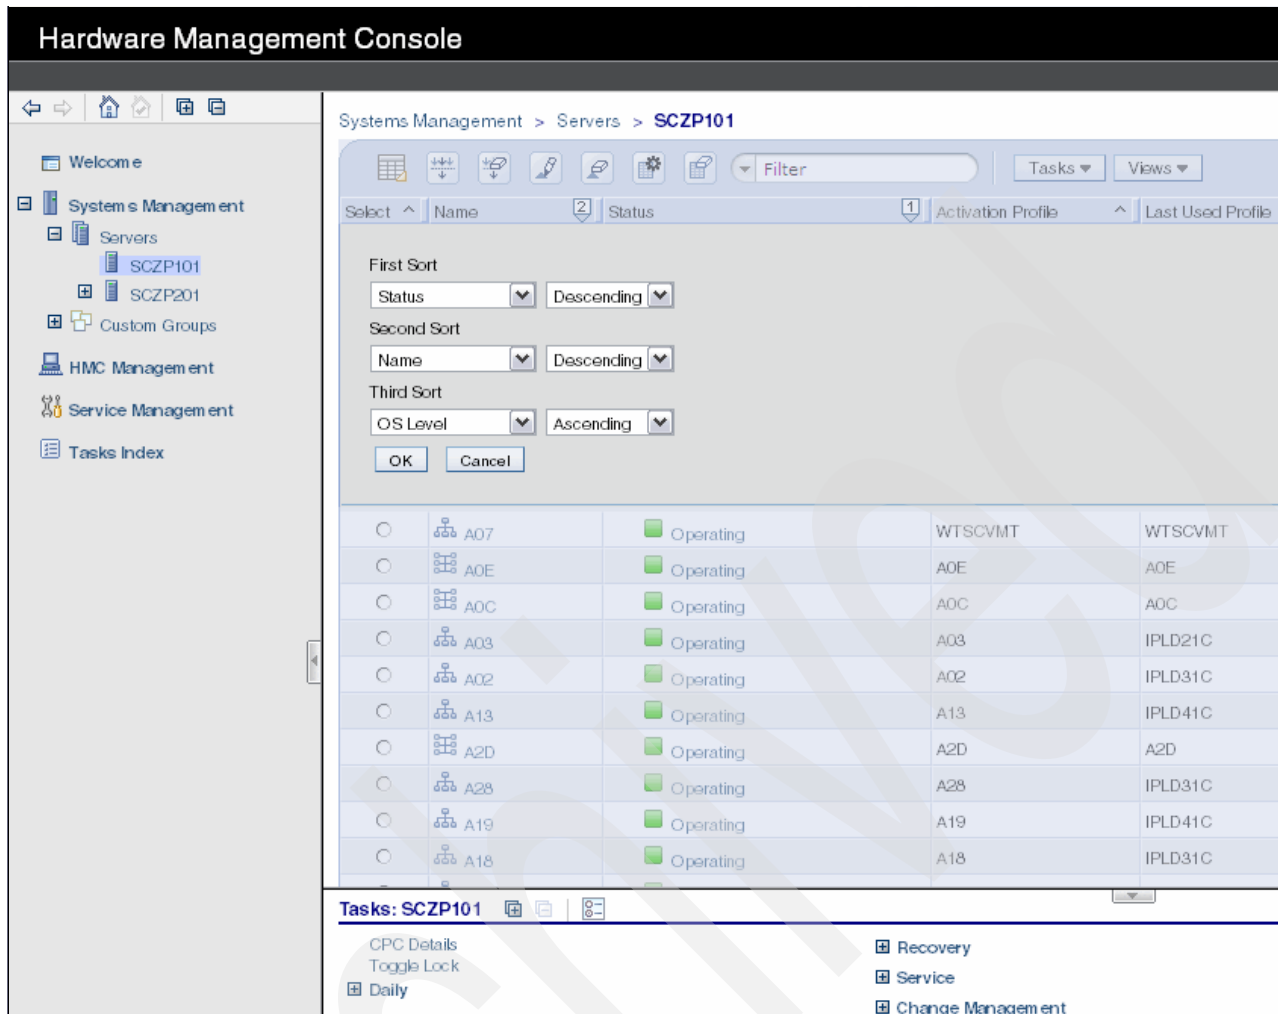 Hardware Management Console
Systems Management > Servers > SCZP101
Welcome
Filter
Tasks
Views
Systems Management
Select
Name
2
Status
1
Activation Profile
Last Used Profile
Servers
SCZP101
SCZP201
Custom Groups
HMC Management
Service Management
Tasks Index
First Sort
Status Descending
Second Sort
Name Descending
Third Sort
OS Level Ascending
OK Cancel
A07 Operating WTSCVMT WTSCVMT
A0E Operating A0E A0E
A0C Operating A0C A0C
A03 Operating A03 IPLD21C
A02 Operating A02 IPLD31C
A13 Operating A13 IPLD41C
A2D Operating A2D A2D
A28 Operating A28 IPLD31C
A19 Operating A19 IPLD41C
A18 Operating A18 IPLD31C
Tasks: SCZP101
CPC Details
Toggle Lock
Daily
Recovery
Service
Change Management